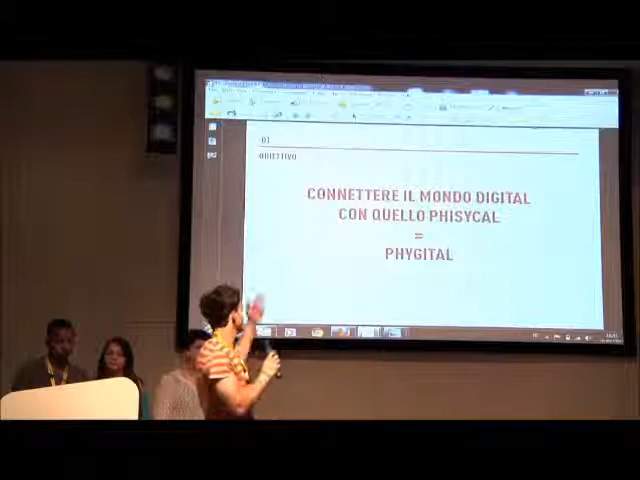 01
OBIETTIVO
CONNETTERE IL MONDO DIGITAL
CON QUELLO PHISYCAL
=
PHYGITAL